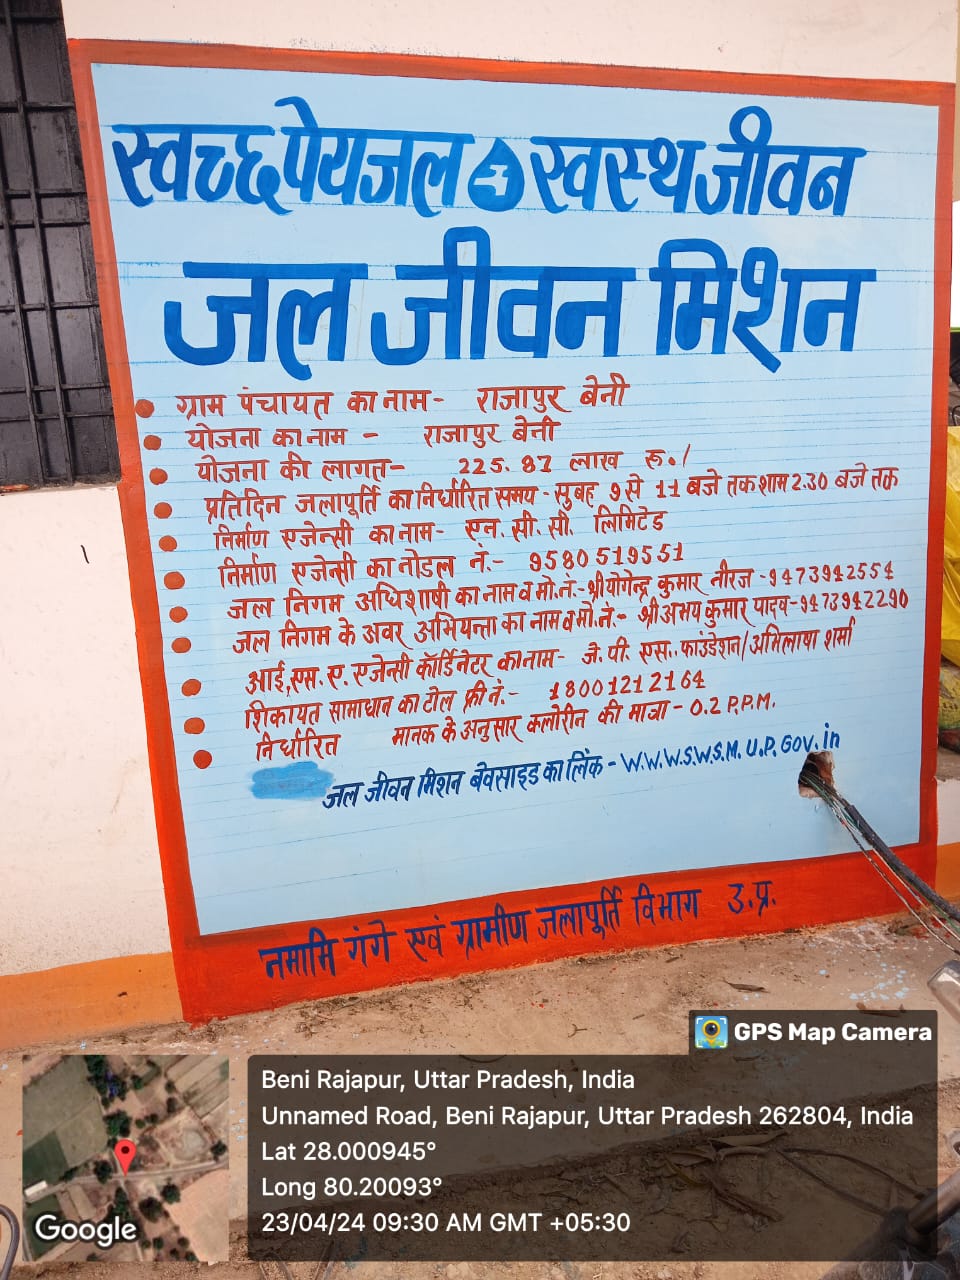 स्वच्छ पेयजल स्वस्थ जीवन
जल जीवन मिशन
ग्राम पंचायत का नाम- राजापुर बेनी
योजना का नाम - राजापुर बेनी
योजना की लागत- 225.87 लाख रू०/
प्रतिदिन जलापूर्ति का निर्धारित समय - सुबह 9 से 11 बजे तक शाम 2.30 बजे तक
निर्माण एजेन्सी का नाम- एन. सी. सी. लिमिटेड
निर्माण एजेन्सी का नोडल नं.- 9580519551
जल निगम अधिशाषी का नाम व मो.नं.- श्री योगेन्द्र कुमार नीरज -9473942554
जल निगम के अवर अभियन्ता का नाम व मो.नं.- श्री अभय कुमार यादव-9473942290
आई.एस. ए. एजेन्सी कॉर्डिनेटर का नाम- जे. पी. एस. फाउंडेशन/अभिलाषा शर्मा
शिकायत सामाधान का टोल फ्री नं.- 18001212164
निर्धारित मानक के अनुसार क्लोरीन की मात्रा - 0.2 P.P.M.
जल जीवन मिशन बेवसाइड का लिंक - W.W.W.S.W.S.M. U.P. Gov. in
नमामि गंगे एवं ग्रामीण जलापूर्ति विभाग उ.प्र.
GPS Map Camera
Beni Rajapur, Uttar Pradesh, India
Unnamed Road, Beni Rajapur, Uttar Pradesh 262804, India
Lat 28.000945°
Long 80.20093°
23/04/24 09:30 AM GMT +05:30
Google